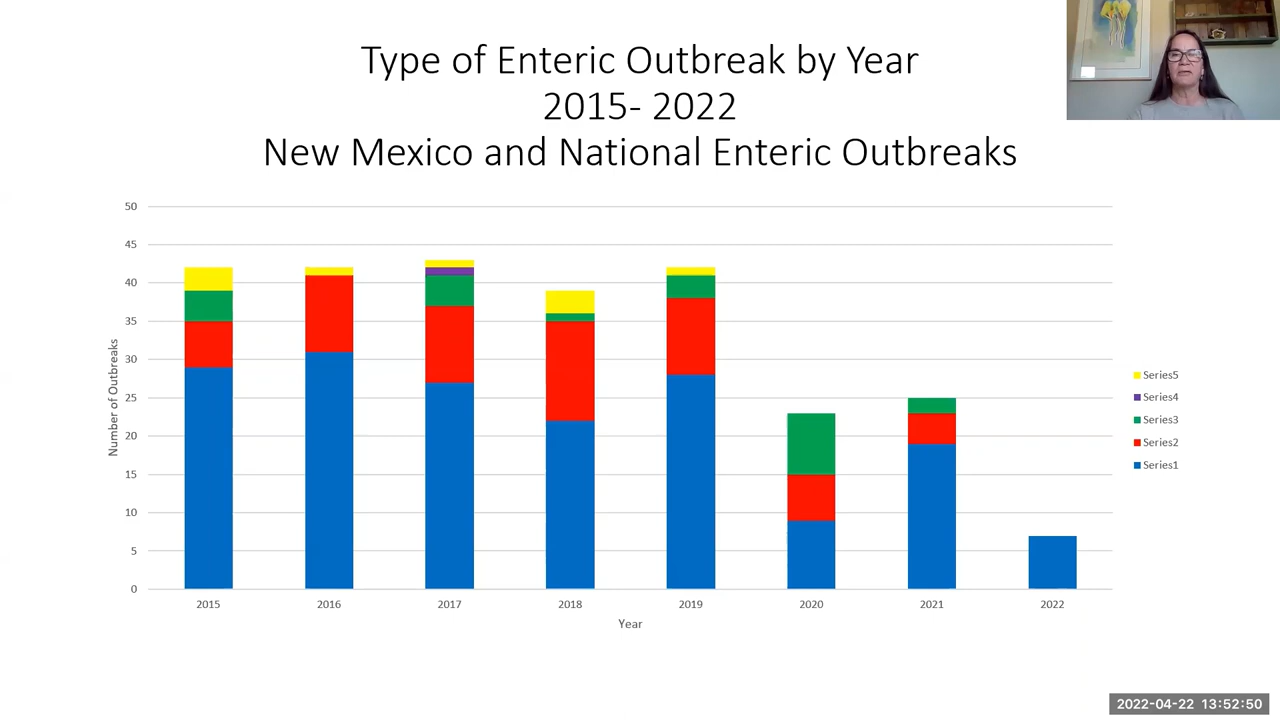 Type of Enteric Outbreak by Year
2015- 2022
New Mexico and National Enteric Outbreaks
50
45
40
35
30
25
20
15
10
5
0
Number of Outbreaks
2015 2016 2017 2018 2019 2020 2021 2022
Year
Series5
Series4
Series3
Series2
Series1
2022-04-22 13:52:50